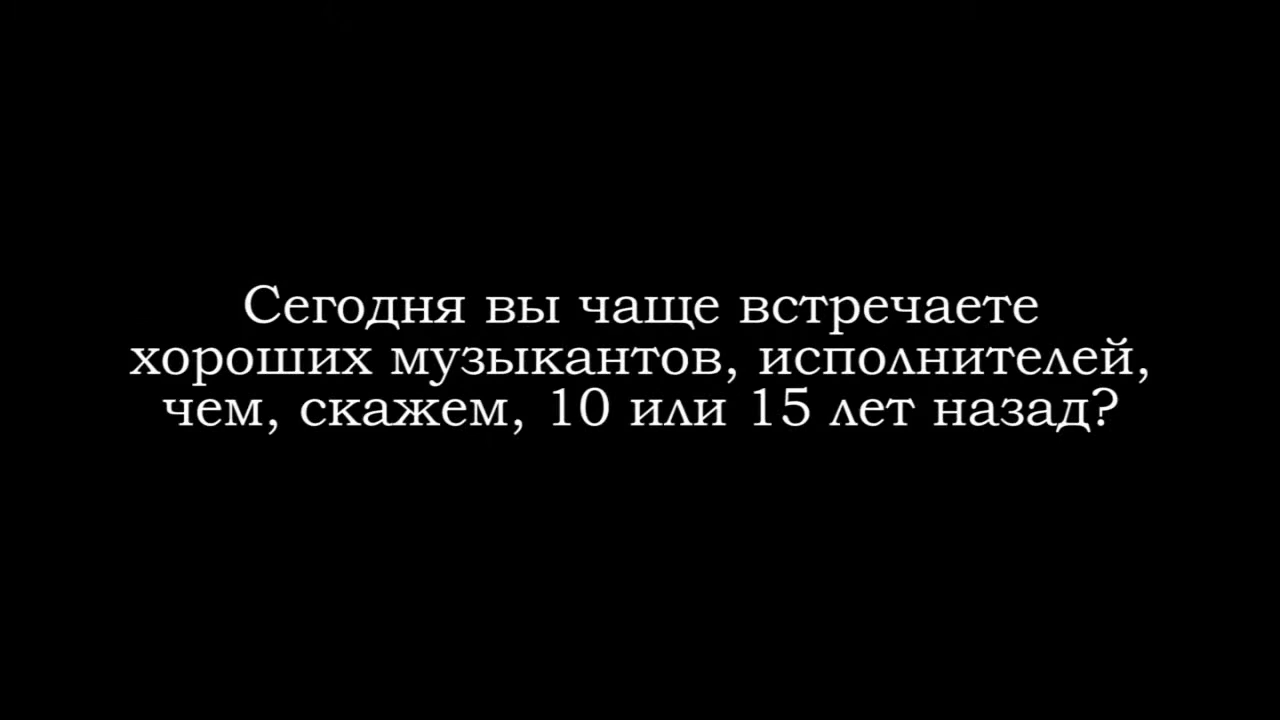 Сегодня вы чаще встречаете
хороших музыкантов, исполнителей,
чем, скажем, 10 или 15 лет назад?